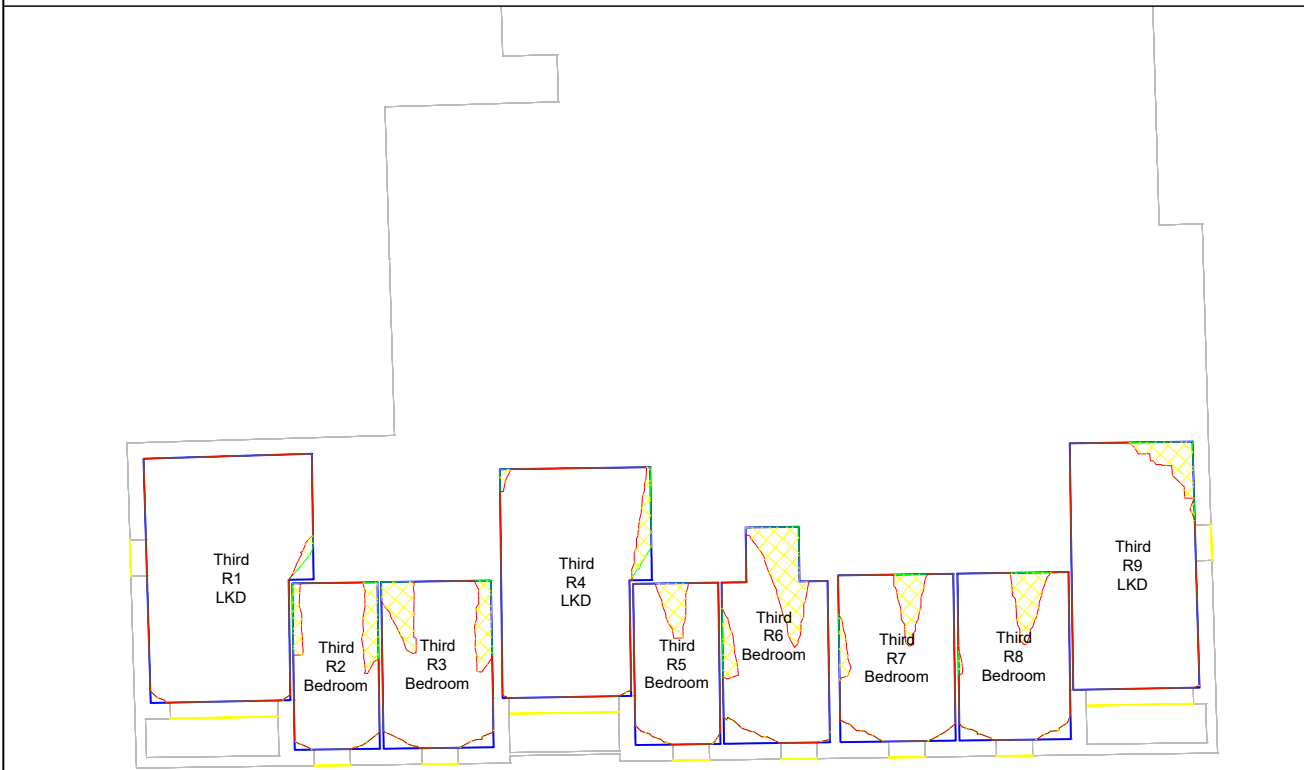 Third
R1
LKD
Third
R2
Bedroom
Third
R3
Bedroom
Third
R4
LKD
Third
R5
Bedroom
Third
R6
Bedroom
Third
R7
Bedroom
Third
R8
Bedroom
Third
R9
LKD